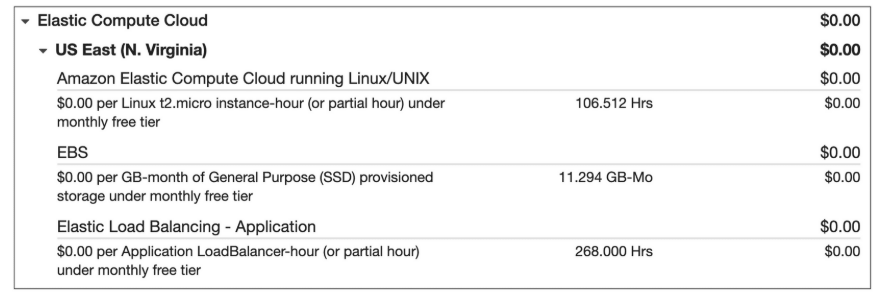 Elastic Compute Cloud $0.00
US East (N. Virginia) $0.00
Amazon Elastic Compute Cloud running Linux/UNIX $0.00
$0.00 per Linux t2.micro instance-hour (or partial hour) under 106.512 Hrs $0.00
monthly free tier
EBS $0.00
$0.00 per GB-month of General Purpose (SSD) provisioned 11.294 GB-Mo $0.00
storage under monthly free tier
Elastic Load Balancing - Application $0.00
$0.00 per Application LoadBalancer-hour (or partial hour) 268.000 Hrs $0.00
under monthly free tier